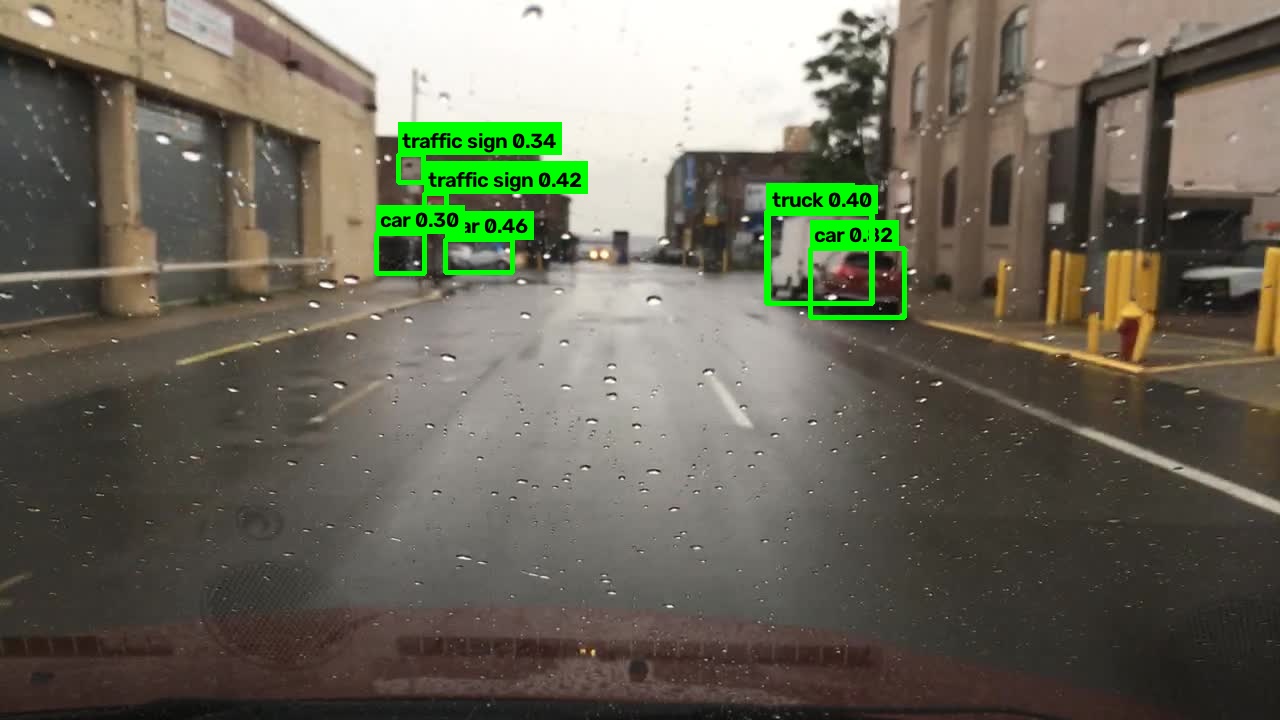 traffic sign 0.34
traffic sign 0.42
truck 0.40
car 0.30
ar 0.46
car 0.82